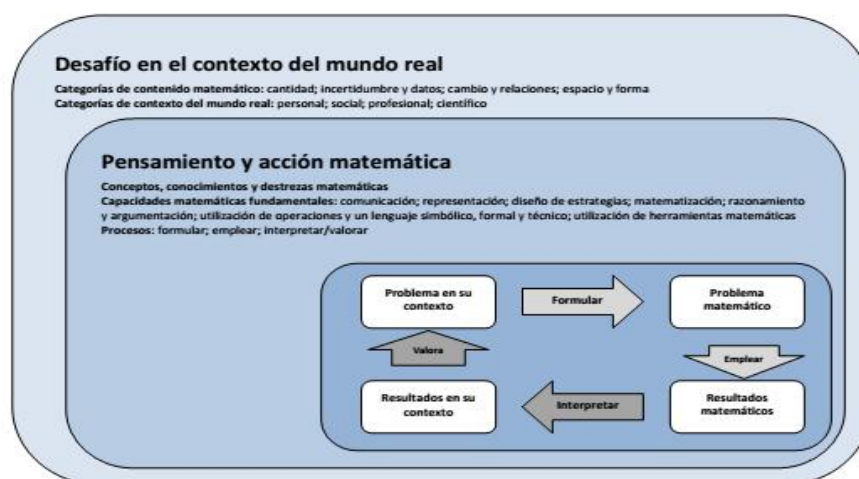 Desafío en el contexto del mundo real
Categorías de contenido matemático: cantidad; incertidumbre y datos; cambio y relaciones; espacio y forma
Categorías de contexto del mundo real: personal; social; profesional; científico
Pensamiento y acción matemática
Conceptos, conocimientos y destrezas matemáticas
Capacidades matemáticas fundamentales: comunicación; representación; diseño de estrategias; matematización; razonamiento
y argumentación; utilización de operaciones y un lenguaje simbólico, formal y técnico; utilización de herramientas matemáticas
Procesos: formular; emplear; interpretar/valorar
Problema en su
contexto
Formular
Problema
matemático
Valora
Emplear
Resultados en su
contexto
Interpretar
Resultados
matemáticos